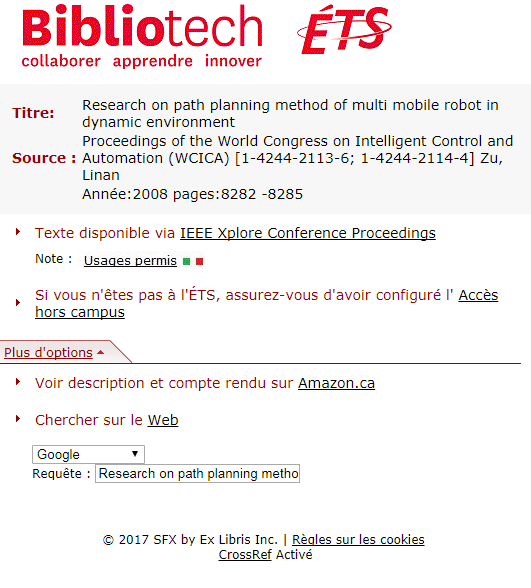 Bibliotech
collaborer apprendre innover
ÉTS
Titre: Research on path planning method of multi mobile robot in
dynamic environment
Proceedings of the World Congress on Intelligent Control and
Source : Automation (WCICA) [1-4244-2113-6; 1-4244-2114-4] Zu,
Linan
Année:2008 pages:8282 -8285
Texte disponible via IEEE Xplore Conference Proceedings
Note : Usages permis
Si vous n'êtes pas à l'ÉTS, assurez-vous d'avoir configuré l' Accès
hors campus
Plus d'options
Voir description et compte rendu sur Amazon.ca
Chercher sur le Web
Google
Requête : Research on path planning metho
© 2017 SFX by Ex Libris Inc. | Règles sur les cookies
CrossRef Activé